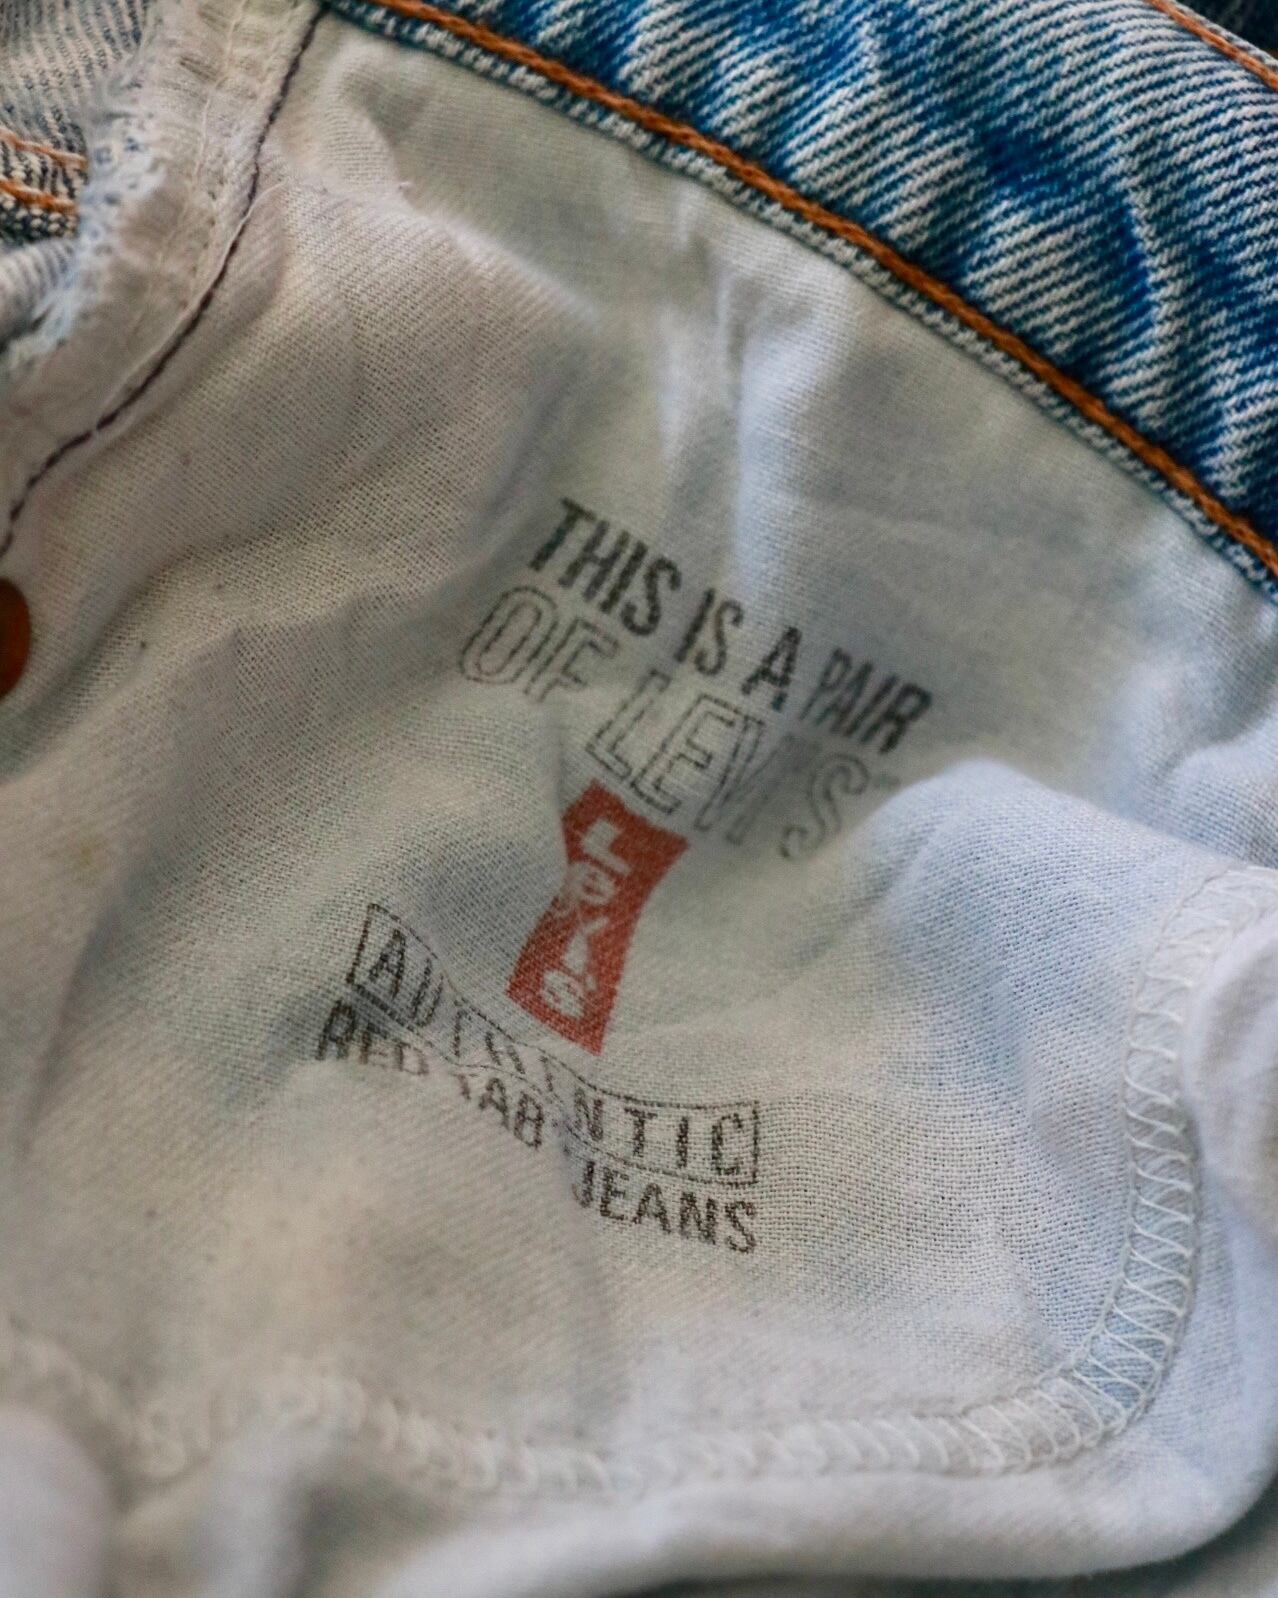 THIS IS A PAIR
OF LEVI'S
Levi's
AUTHENTIC
RED TAB JEANS